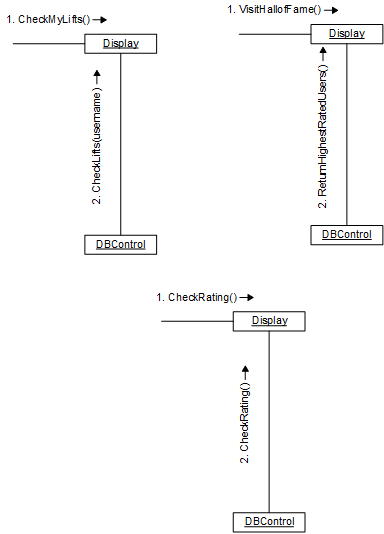 1. CheckMyLifts()
Display
2. CheckLifts(username)
DBControl
1. VisitHallofFame()
Display
2. ReturnHighestRatedUsers()
DBControl
1. CheckRating()
Display
2. CheckRating()
DBControl